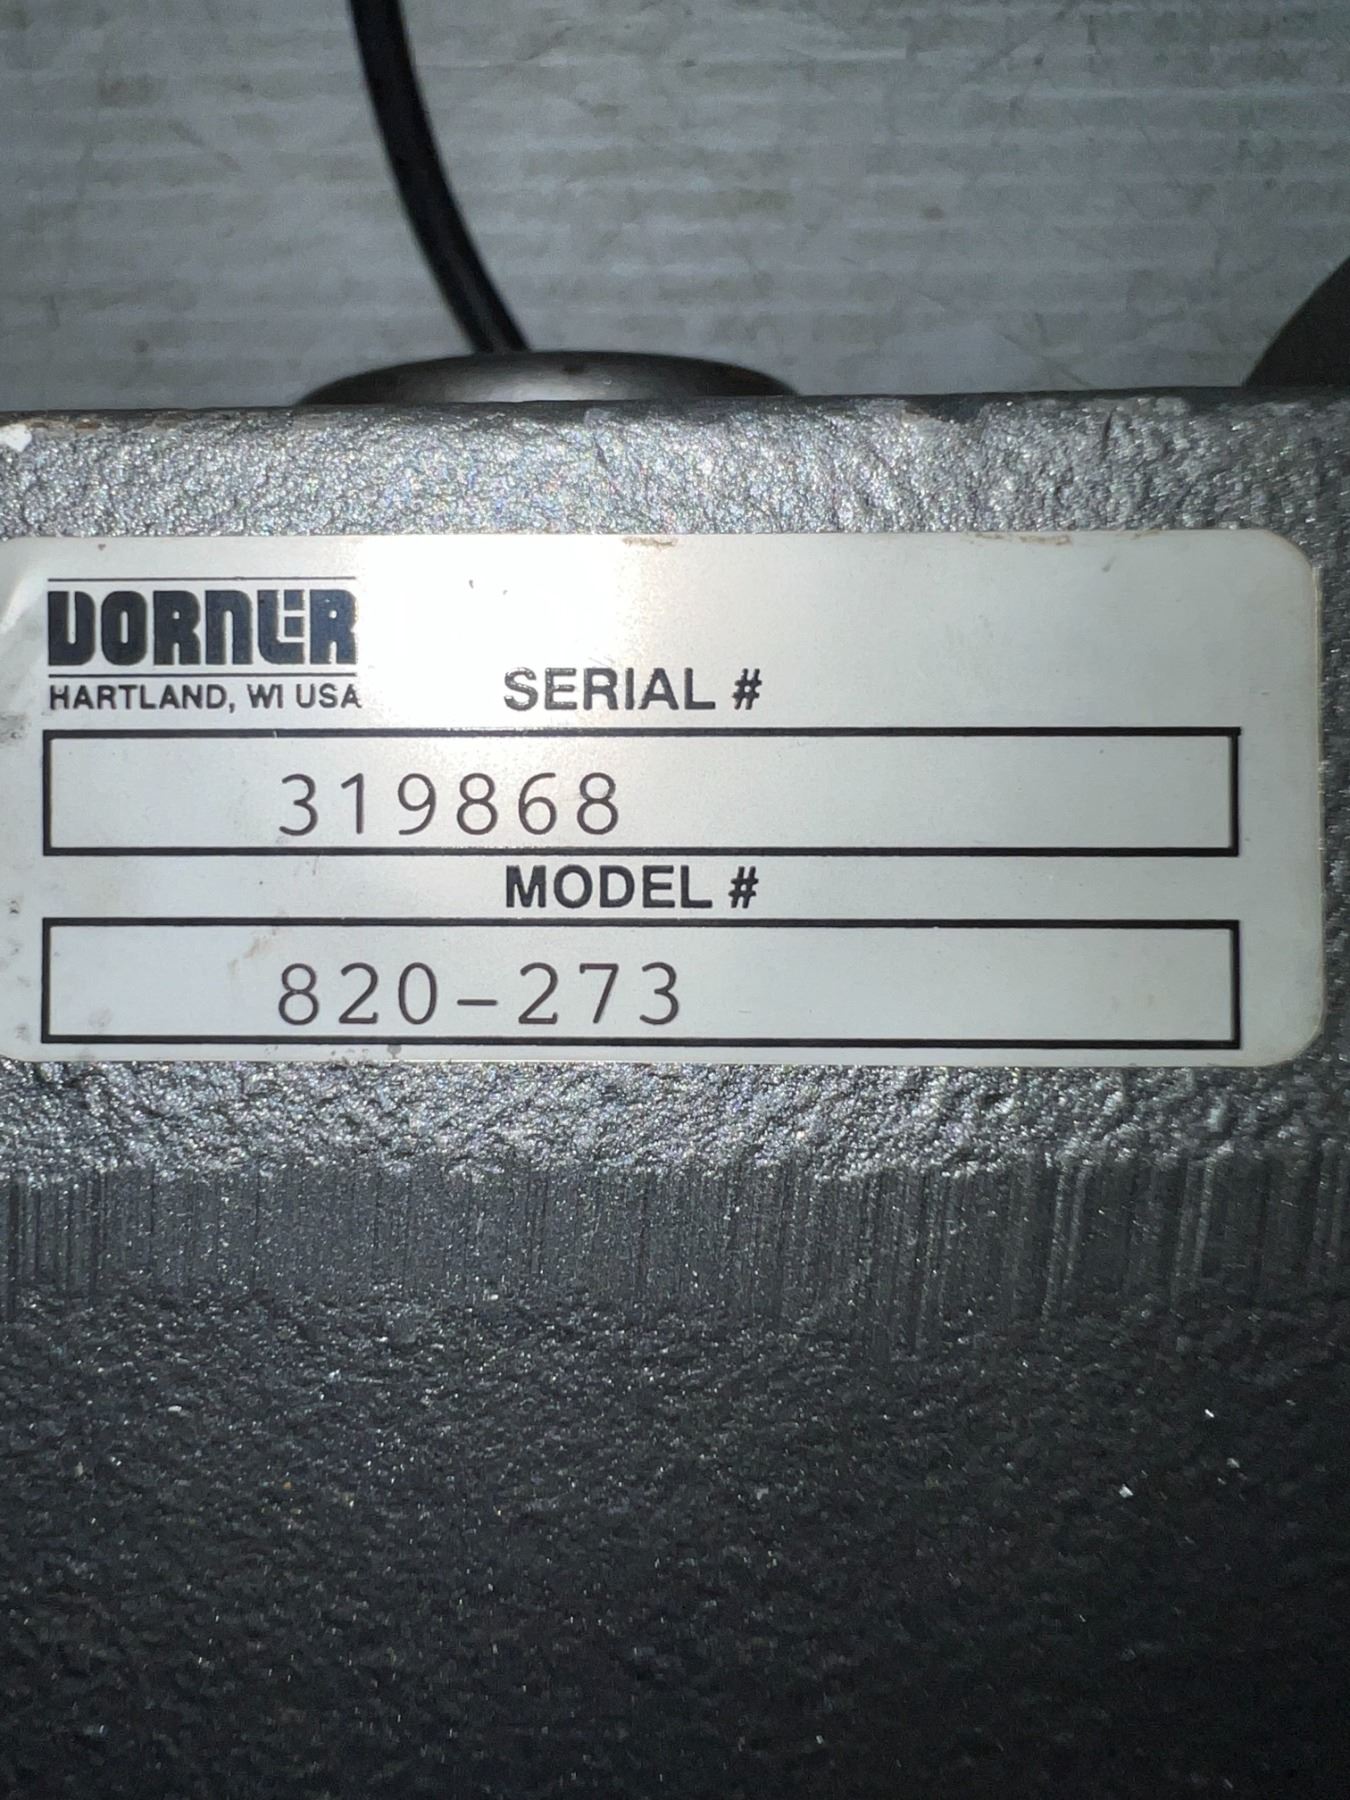 DORNER
HARTLAND, WI USA
SERIAL #
319868
MODEL #
820-273